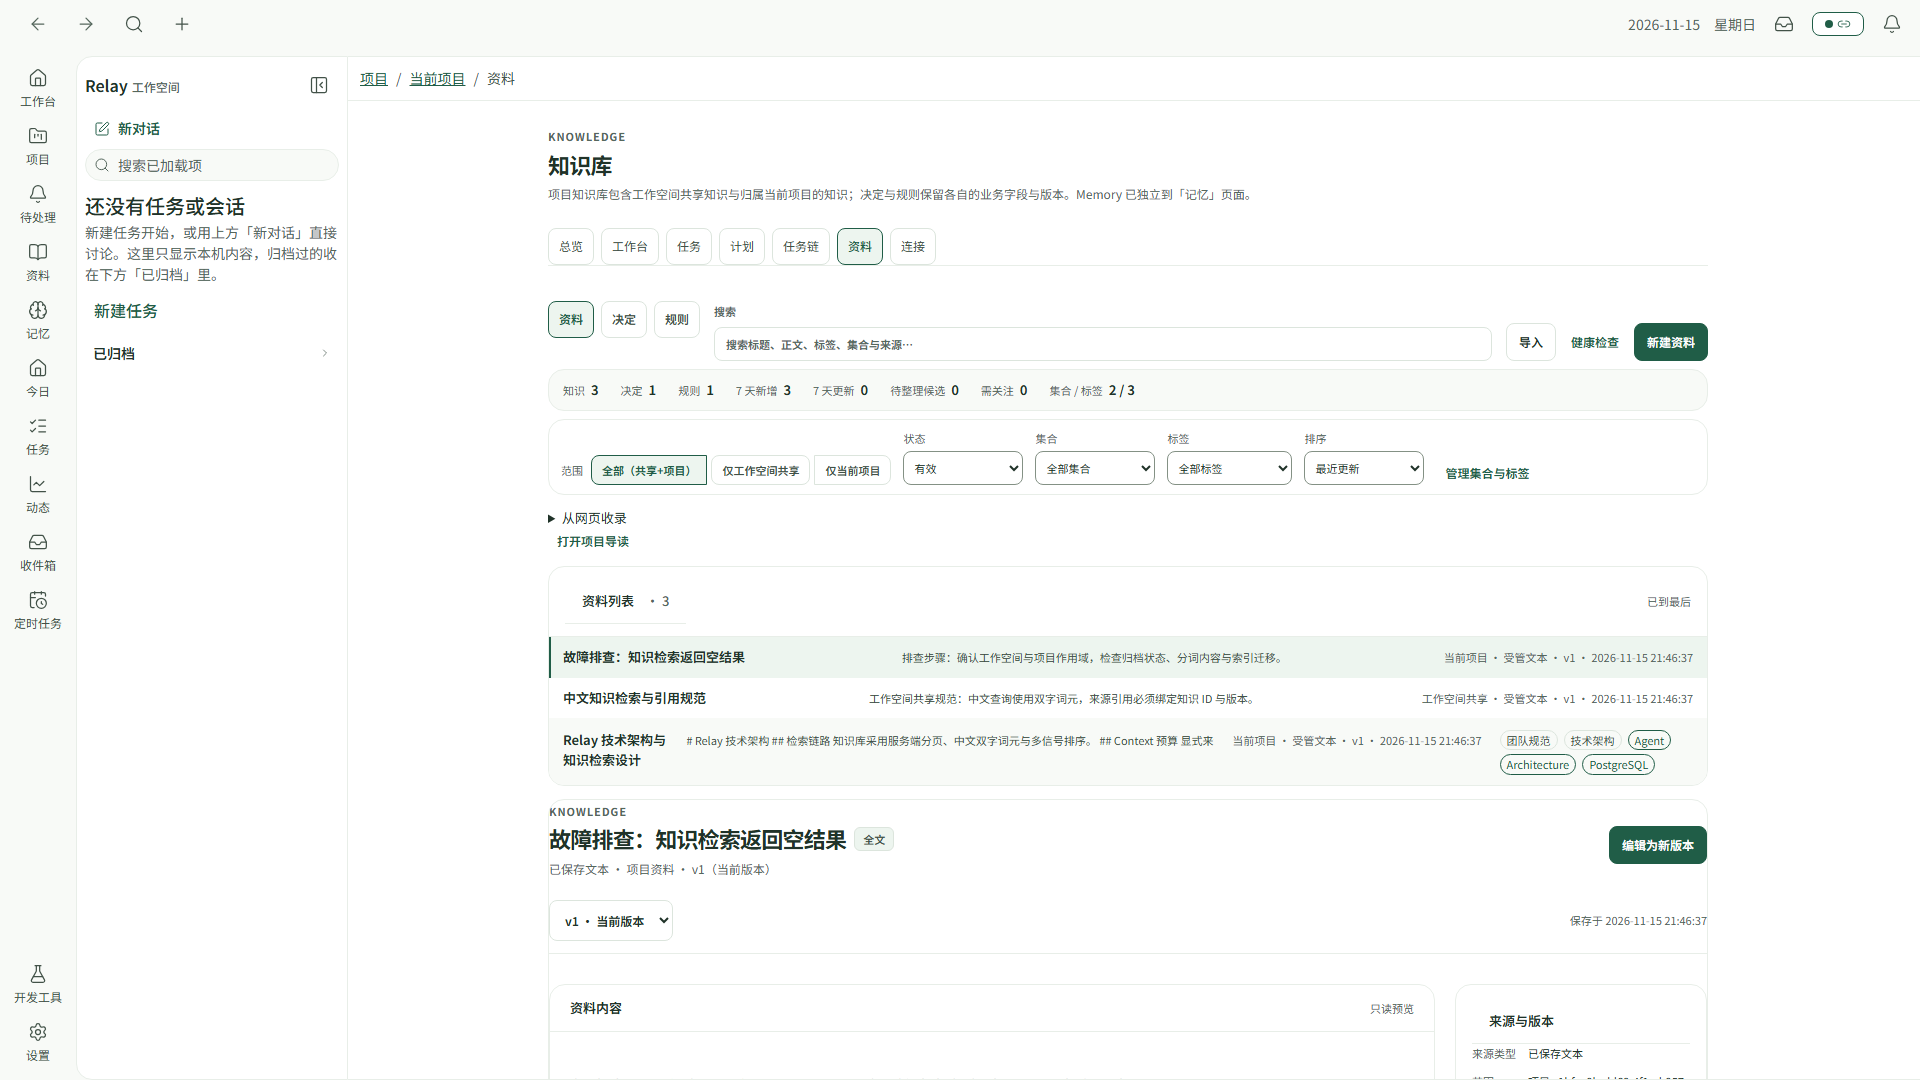 2026-11-15 星期日
工作台
项目
待处理
资料
记忆
今日
任务
动态
收件箱
定时任务
开发工具
设置
Relay 工作空间
新对话
搜索已加载项
还没有任务或会话
新建任务开始，或用上方「新对话」直接
讨论。这里只显示本机内容，归档过的收
在下方「已归档」里。
新建任务
已归档
项目 / 当前项目 / 资料
KNOWLEDGE
知识库
项目知识库包含工作空间共享知识与归属当前项目的知识；决定与规则保留各自的业务字段与版本。Memory 已独立到「记忆」页面。
总览 工作台 任务 计划 任务链 资料 连接
资料 决定 规则
搜索
搜索标题、正文、标签、集合与来源…
导入 健康检查 新建资料
知识 3 决定 1 规则 1 7 天新增 3 7 天更新 0 待整理候选 0 需关注 0 集合 / 标签 2 / 3
范围 全部（共享+项目） 仅工作空间共享 仅当前项目
状态 集合 标签 排序
有效 全部集合 全部标签 最近更新 管理集合与标签
从网页收录
打开项目导读
资料列表 · 3 已到最后
故障排查：知识检索返回空结果 排查步骤：确认工作空间与项目作用域，检查归档状态、分词内容与索引迁移。 当前项目 · 受管文本 · v1 · 2026-11-15 21:46:37
中文知识检索与引用规范 工作空间共享规范：中文查询使用双字词元，来源引用必须绑定知识 ID 与版本。 工作空间共享 · 受管文本 · v1 · 2026-11-15 21:46:37
Relay 技术架构与 # Relay 技术架构 ## 检索链路 知识库采用服务端分页、中文双字词元与多信号排序。 ## Context 预算 显式来 当前项目 · 受管文本 · v1 · 2026-11-15 21:46:37 团队规范 技术架构 Agent
知识检索设计 Architecture PostgreSQL
KNOWLEDGE
故障排查：知识检索返回空结果 全文
编辑为新版本
已保存文本 · 项目资料 · v1（当前版本）
v1 · 当前版本 保存于 2026-11-15 21:46:37
资料内容 只读预览
来源与版本
来源类型 已保存文本